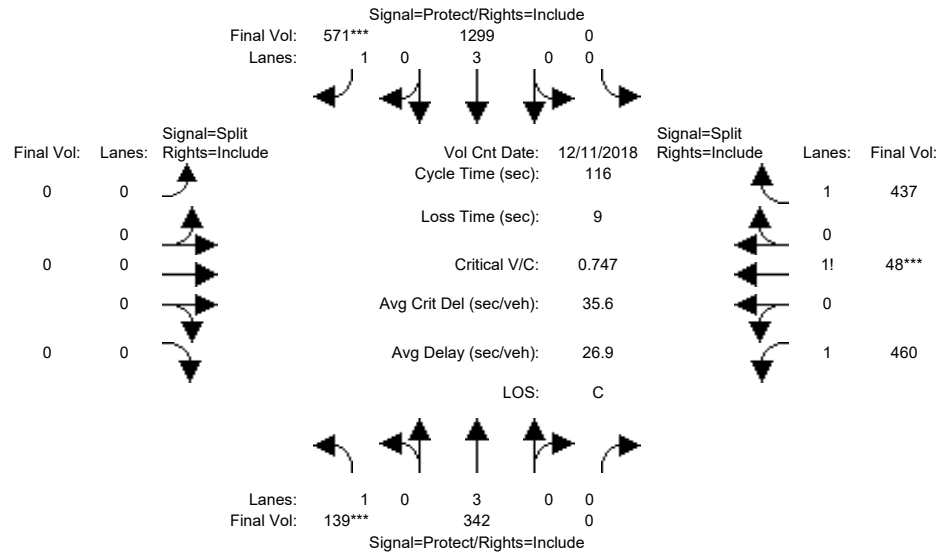 Signal=Protect/Rights=Include
Final Vol: 571*** 1299 0
Lanes: 1 0 3 0 0
Signal=Split
Final Vol: Lanes: Rights=Include
Vol Cnt Date: 12/11/2018
Signal=Split
Rights=Include Lanes: Final Vol:
Cycle Time (sec): 116
0 0
1 437
Loss Time (sec): 9
0
0
0 0
Critical V/C: 0.747
1! 48***
0
Avg Crit Del (sec/veh): 35.6
0
0 0
Avg Delay (sec/veh): 26.9
1 460
LOS: C
Lanes: 1 0 3 0 0
Final Vol: 139*** 342 0
Signal=Protect/Rights=Include